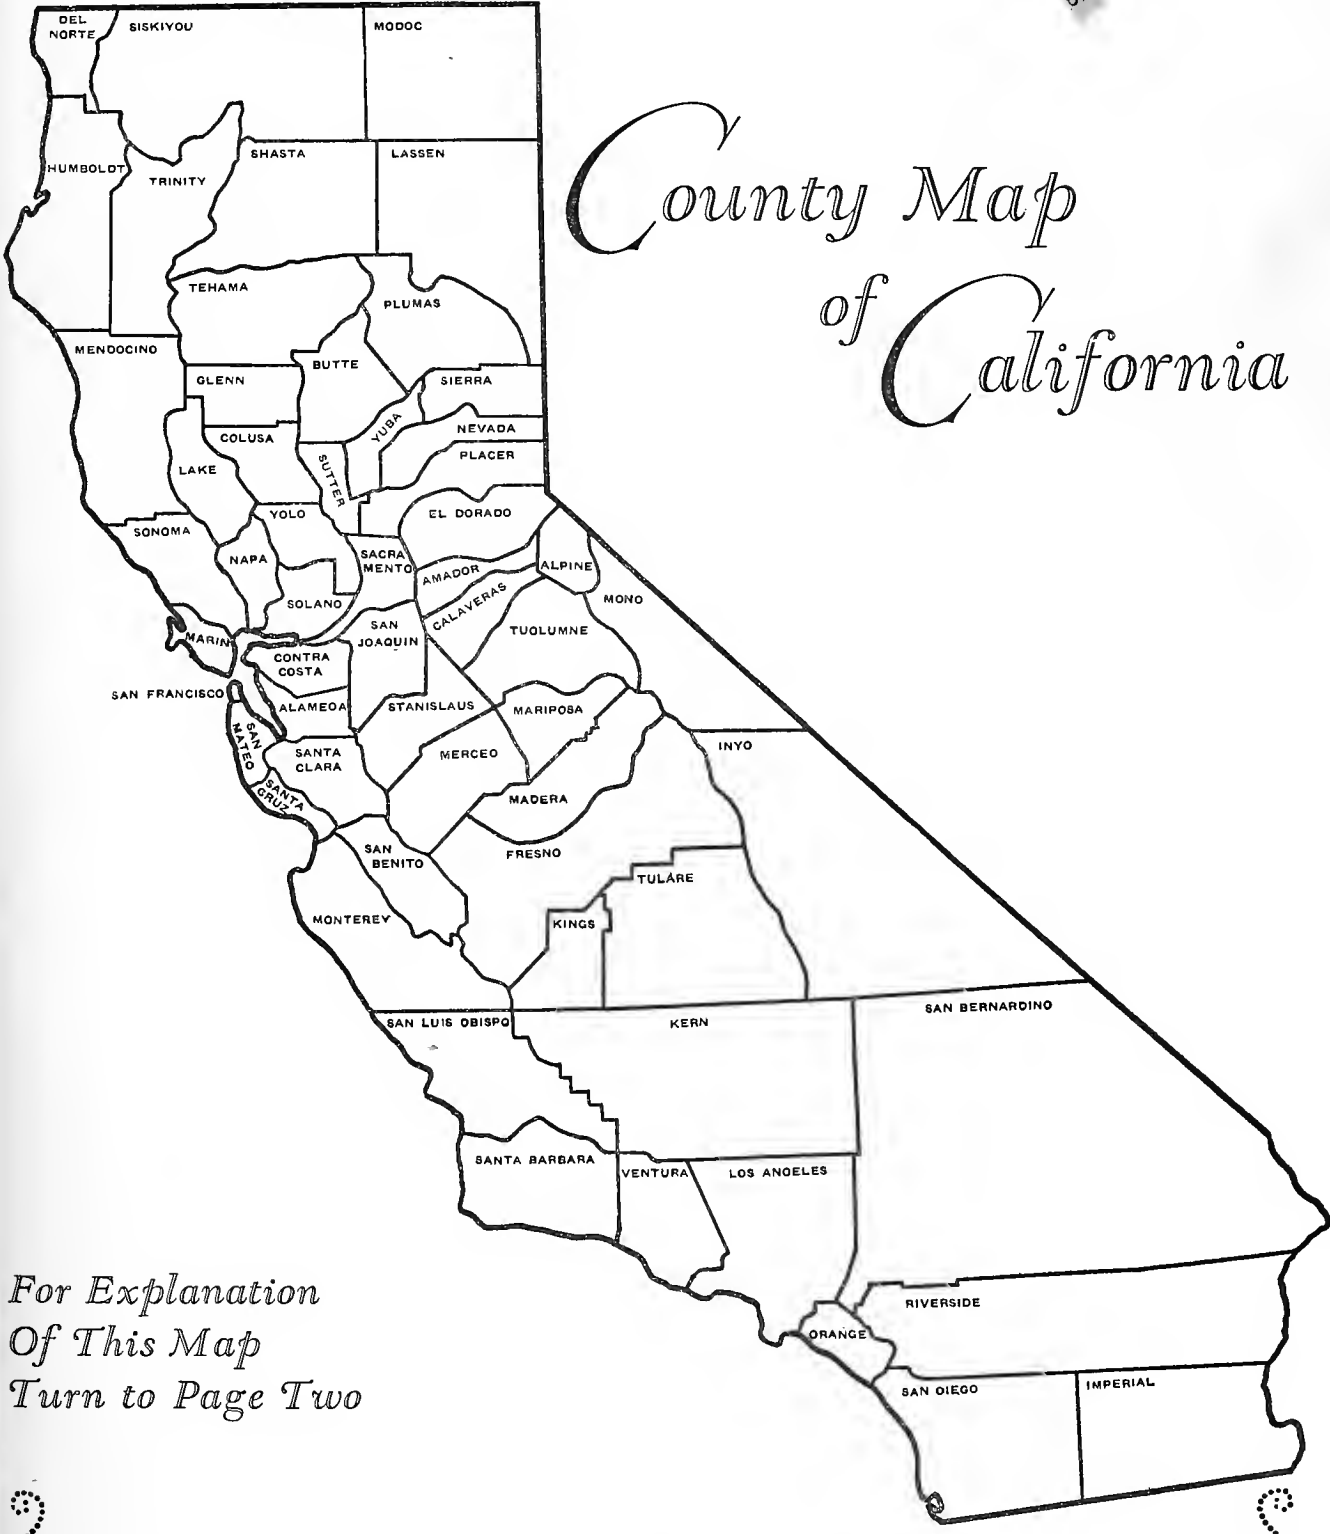 DEL
NORTE
SISKIYOU
MODOC
HUMBOLDT
TRINITY
SHASTA
LASSEN
County Map
of
California
TEHAMA
PLUMAS
MENDOCINO
GLENN
BUTTE
SIERRA
COLUSA
YUBA
NEVADA
LAKE
SUTTER
PLACER
SONOMA
YOLO
EL DORADO
NAPA
SACRA
MENTO
AMADOR
ALPINE
SOLANO
CALAVERAS
MONO
MARIN
SAN
JOAQUIN
TUOLUMNE
CONTRA
COSTA
SAN FRANCISCO
ALAMEOA
STANISLAUS
MARIPOSA
SAN
MATEO
SANTA
CLARA
MERCEO
INYO
SANTA
CRUZ
MADERA
SAN
BENITO
FRESNO
TULARE
MONTEREY
KINGS
SAN LUIS OBISPO
KERN
SAN BERNARDINO
SANTA BARBARA
VENTURA
LOS ANGELES
RIVERSIDE
ORANGE
SAN OIEGO
IMPERIAL
For Explanation
Of This Map
Turn to Page Two